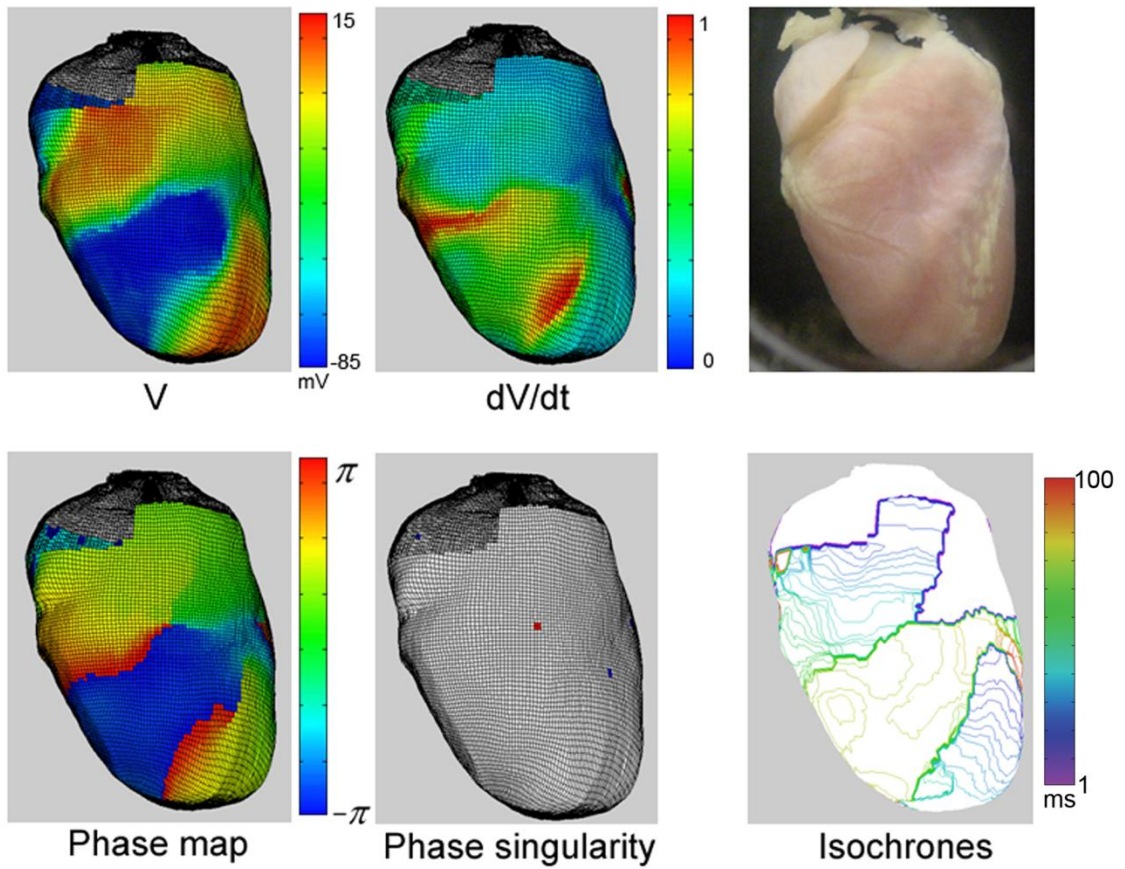 15
-85
mV
V
1
0
dV/dt
π
-π
Phase map
Phase singularity
100
1
ms
Isochrones